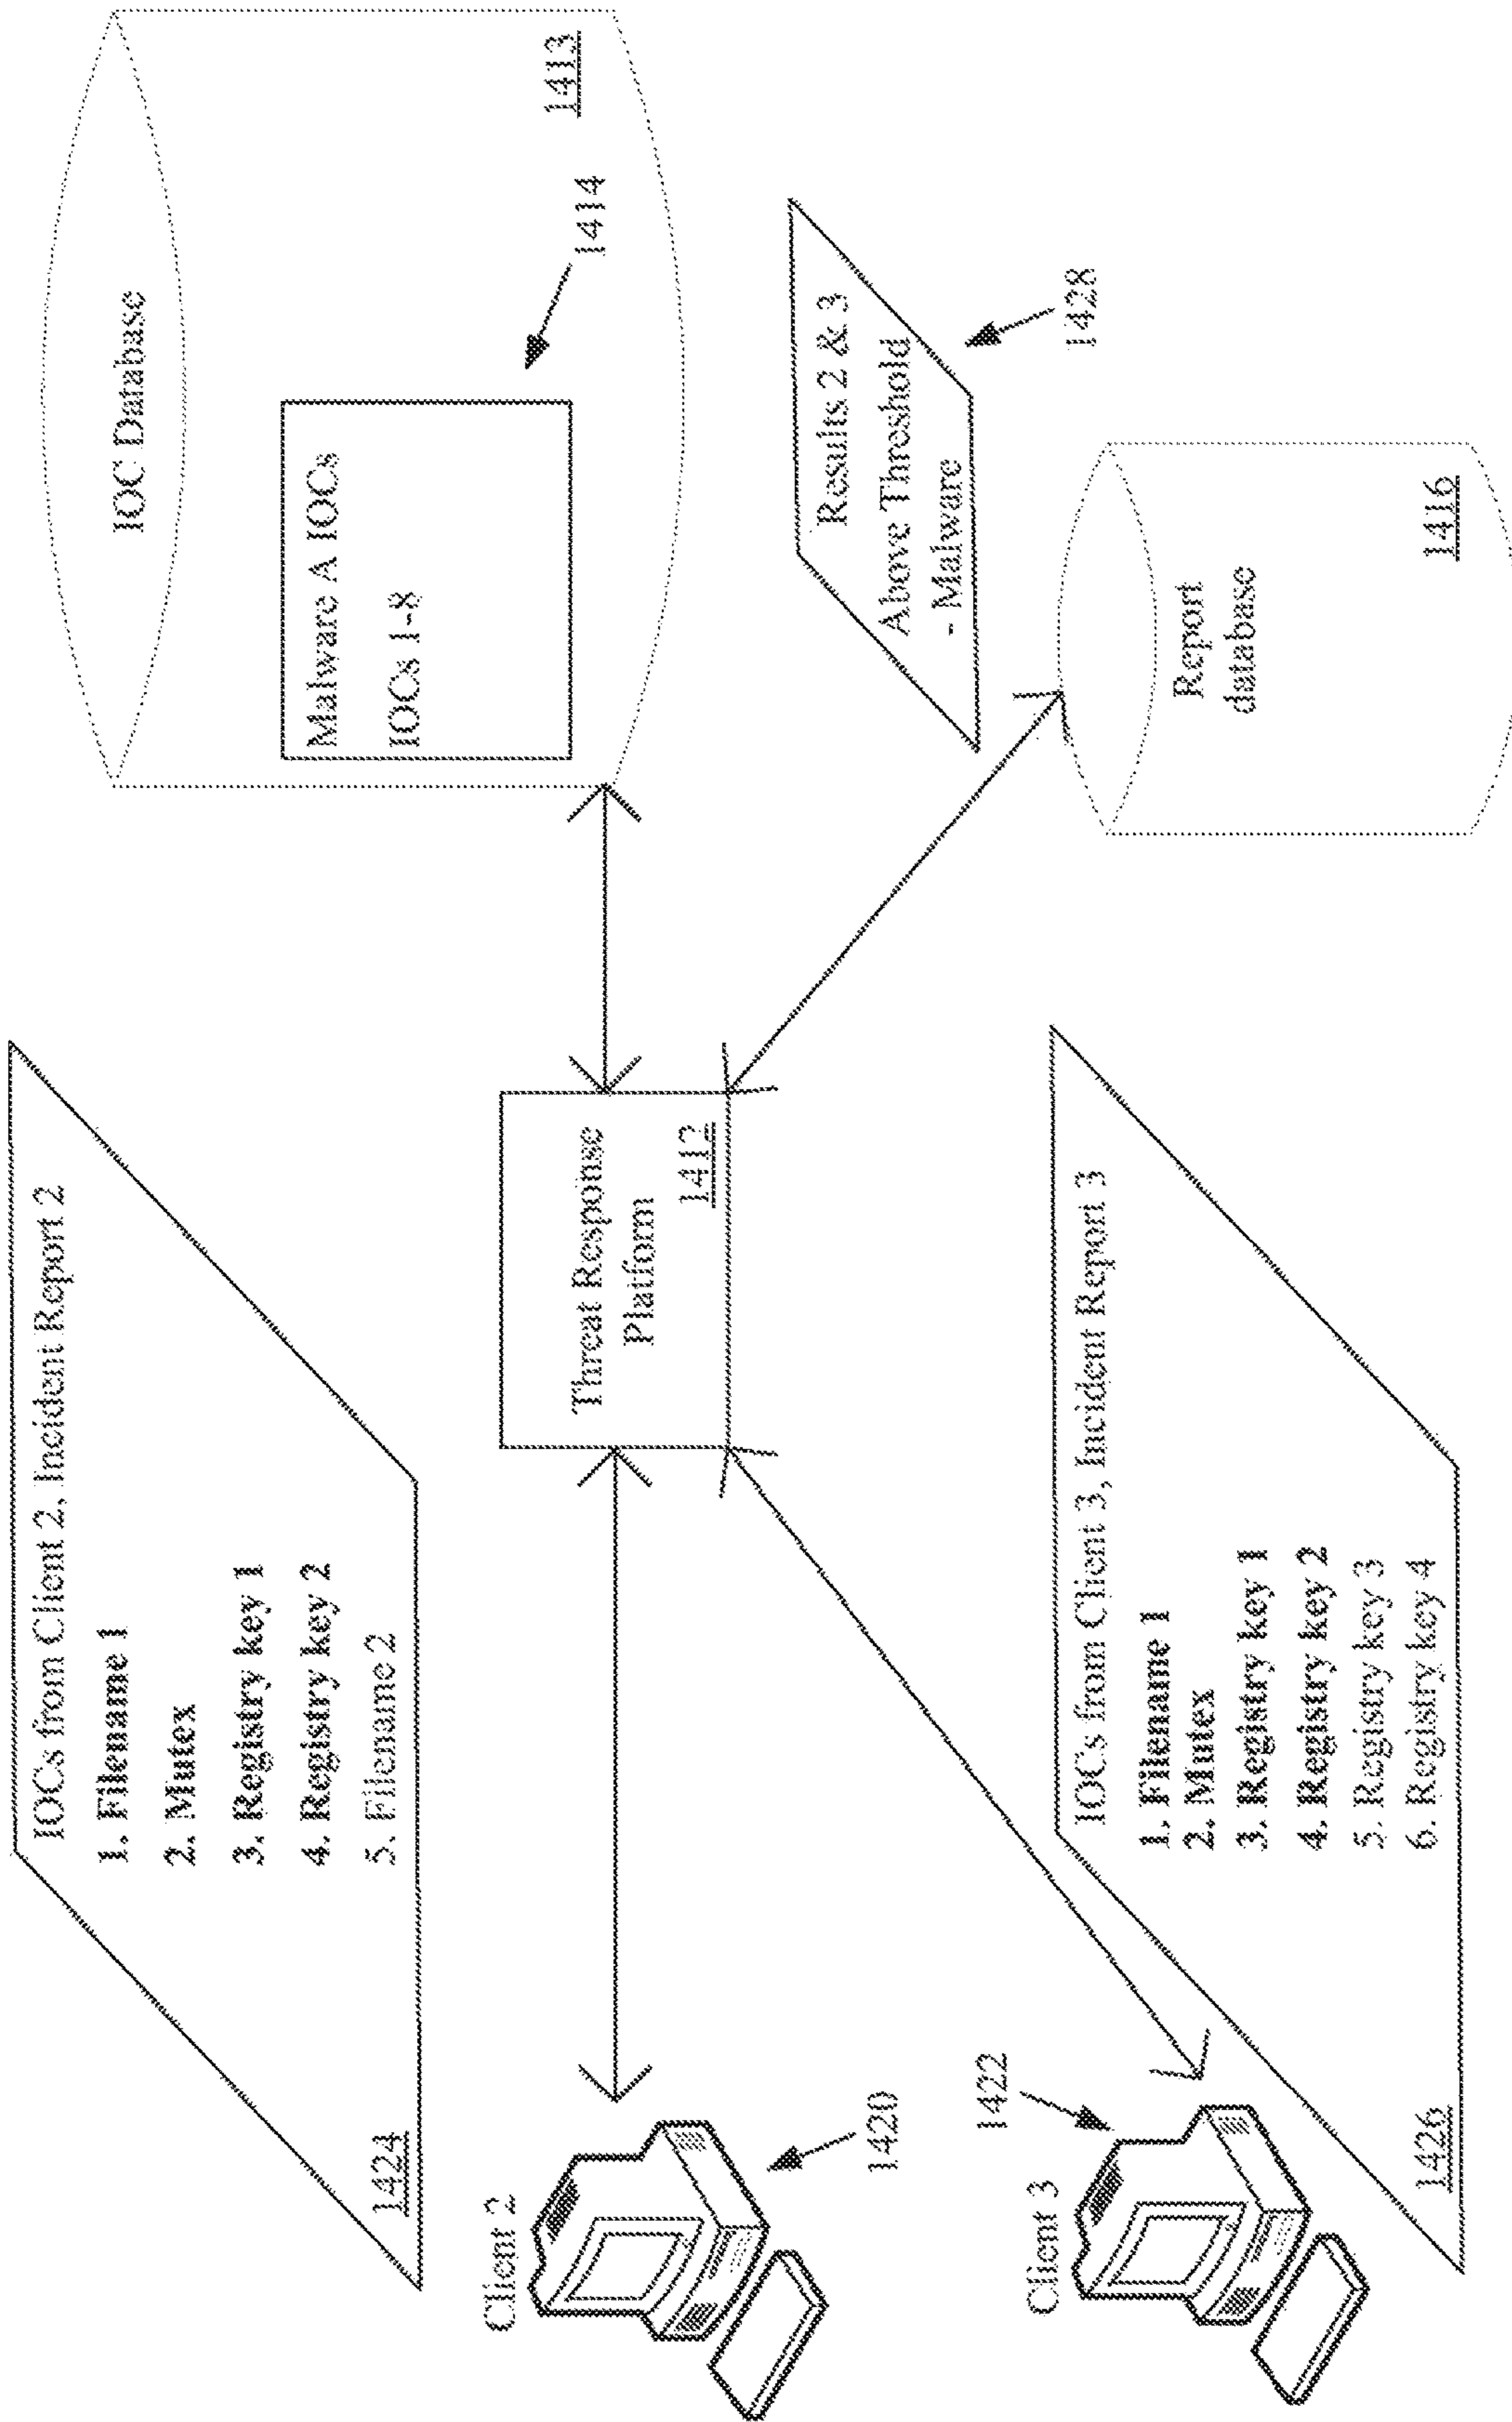 IOCs from Client 2, Incident Report 2
1. Filename 1
2. Mutex
3. Registry key 1
4. Registry key 2
5. Filename 2
1424
IOC Database
Malware A IOCs
IOCs 1-8
1413
1414
Client 2
1420
Threat Response
Platform
1412
Results 2 & 3
Above Threshold
- Malware
1428
Client 3
1422
IOCs from Client 3, Incident Report 3
1. Filename 1
2. Mutex
3. Registry key 1
4. Registry key 2
5. Registry key 3
6. Registry key 4
1426
Report
database
1416